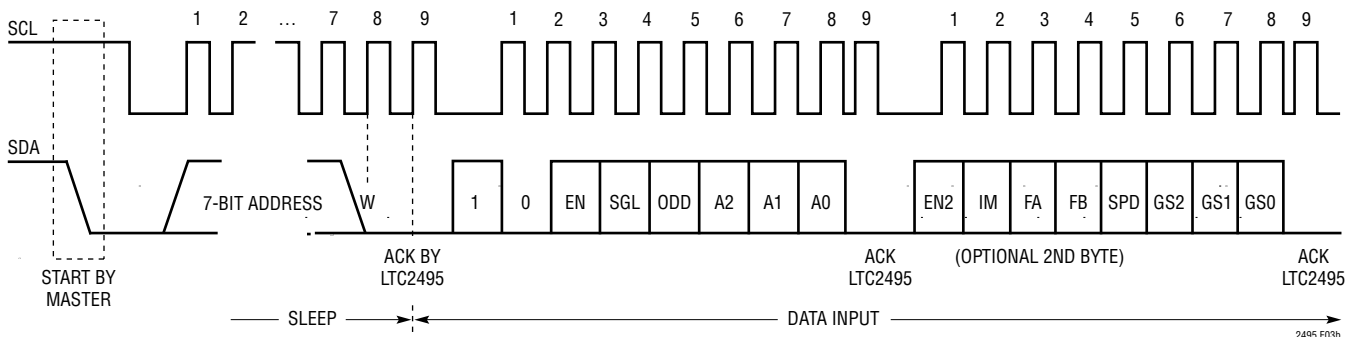 1 2 … 7 8 9 1 2 3 4 5 6 7 8 9 1 2 3 4 5 6 7 8 9
SCL
SDA
7-BIT ADDRESS W 1 0 EN SGL ODD A2 A1 A0 EN2 IM FA FB SPD GS2 GS1 GS0
START BY
MASTER
ACK BY
LTC2495
ACK
LTC2495
(OPTIONAL 2ND BYTE)
ACK
LTC2495
SLEEP DATA INPUT
2495 F03b